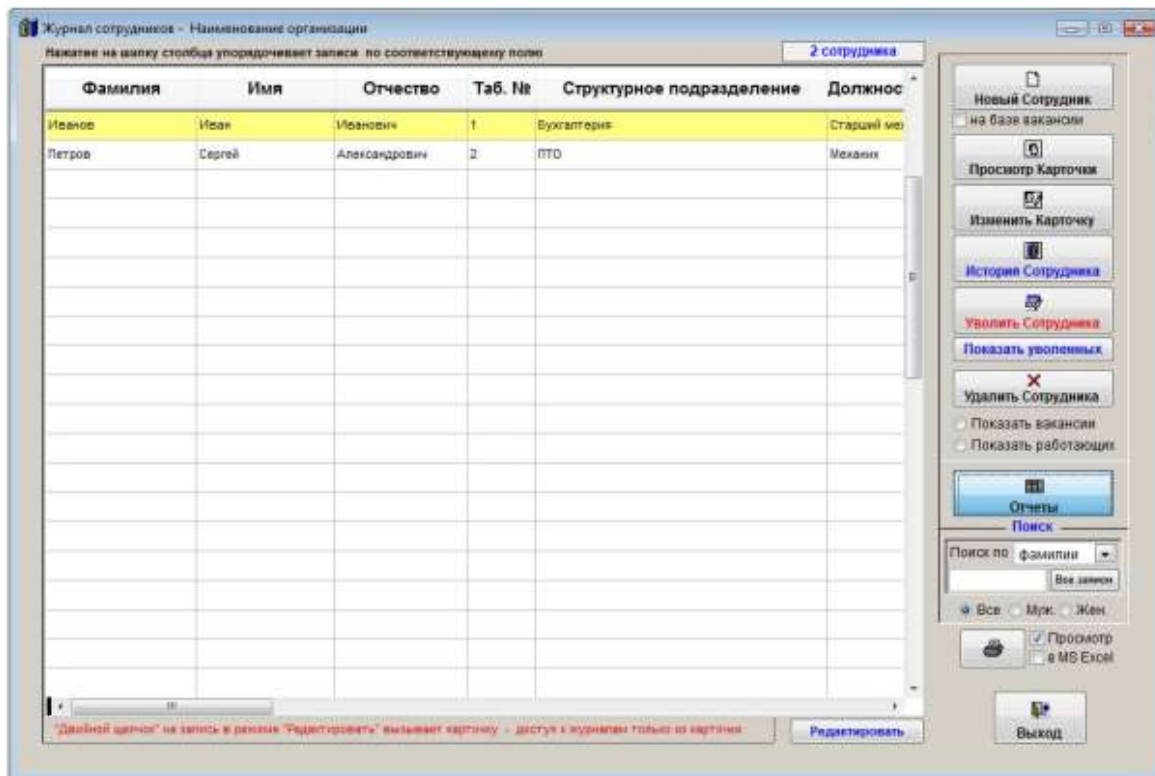 Журнал сотрудников - Наименование организации
Нажатие на шапку столбца упорядочивает записи по соответствующему полю
2 сотрудника
Фамилия Имя Отчество Таб. № Структурное подразделение Должнос
Иванов Иван Иванович 1 Бухгалтерия Старший мех
Петров Сергей Александрович 2 ПТО Механик
Новый Сотрудник
на базе вакансии
Просмотр Карточки
Изменить Карточку
История Сотрудника
Уволить Сотрудника
Показать уволенных
Удалить Сотрудника
Показать вакансии
Показать работающих
Отчеты
Поиск
Поиск по фамилии
Все записи
Все Муж. Жен.
Просмотр
в MS Excel
"Двойной щелчок" на запись в режиме "Редактировать" вызывает карточку - доступ к журналам только из карточки
Редактировать
Выход